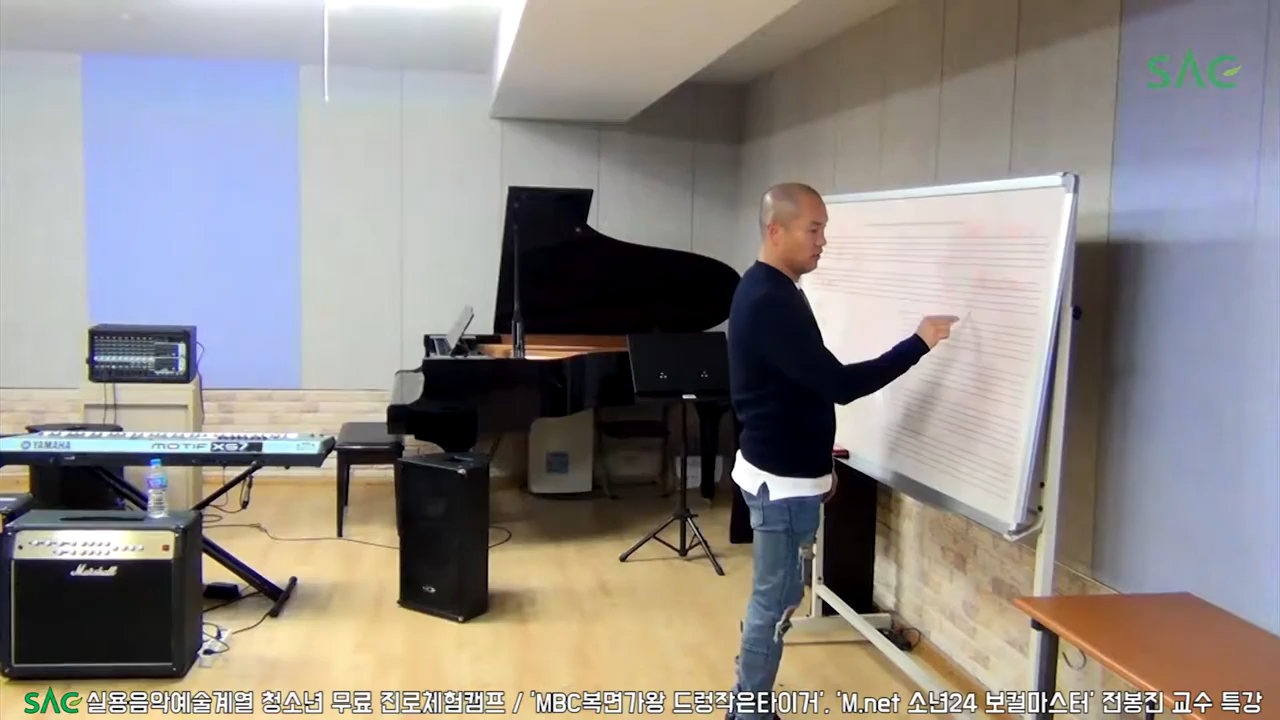 SAC
YAMAHA
MOTIF XS7
Marshall
SAC 실용음악예술계열 청소년 무료 진로체험캠프 / 'MBC복면가왕 드렁작은타이거', 'M.net 소년24 보컬마스터' 전봉진 교수 특강